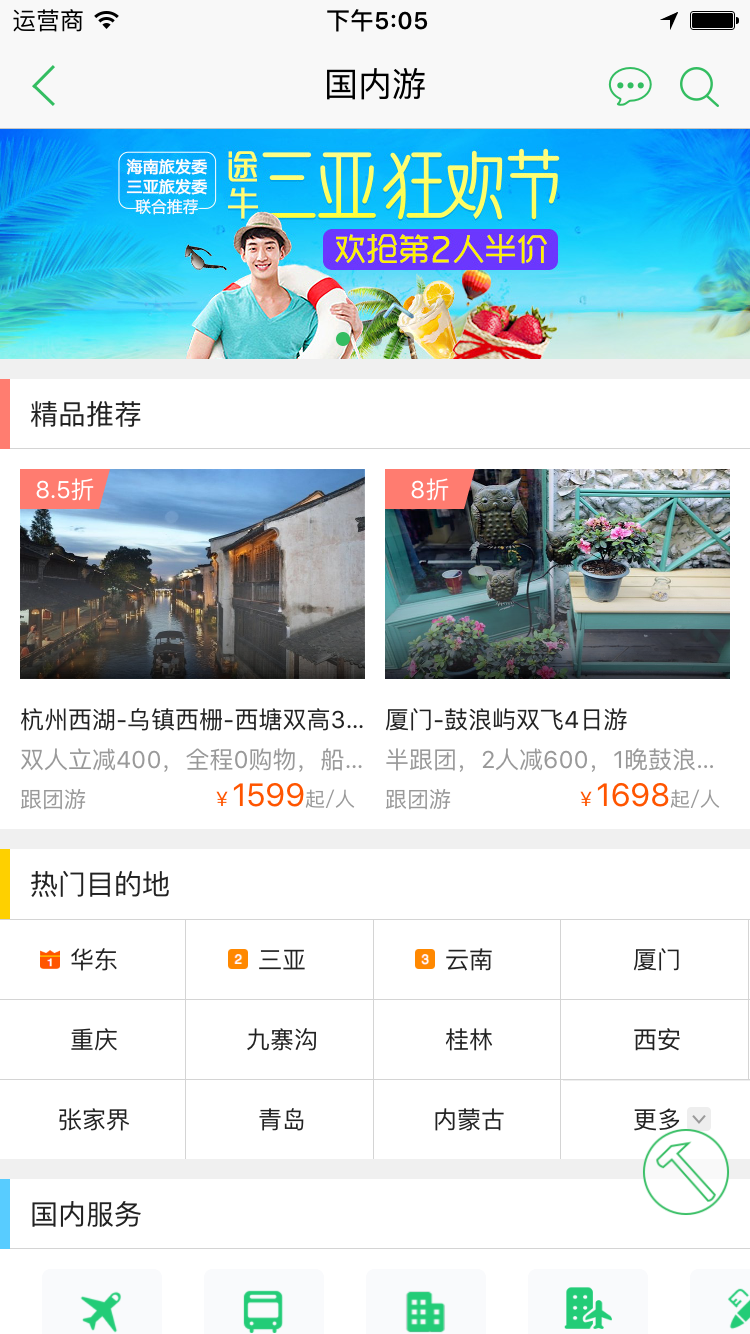 运营商
下午5:05
国内游
海南旅发委
三亚旅发委
联合推荐
途牛
三亚狂欢节
欢抢第2人半价
精品推荐
8.5折
8折
杭州西湖-乌镇西栅-西塘双高3...
厦门-鼓浪屿双飞4日游
双人立减400，全程0购物，船...
半跟团，2人减600，1晚鼓浪...
跟团游
¥1599起/人
跟团游
¥1698起/人
热门目的地
1 华东
2 三亚
3 云南
厦门
重庆
九寨沟
桂林
西安
张家界
青岛
内蒙古
更多
国内服务